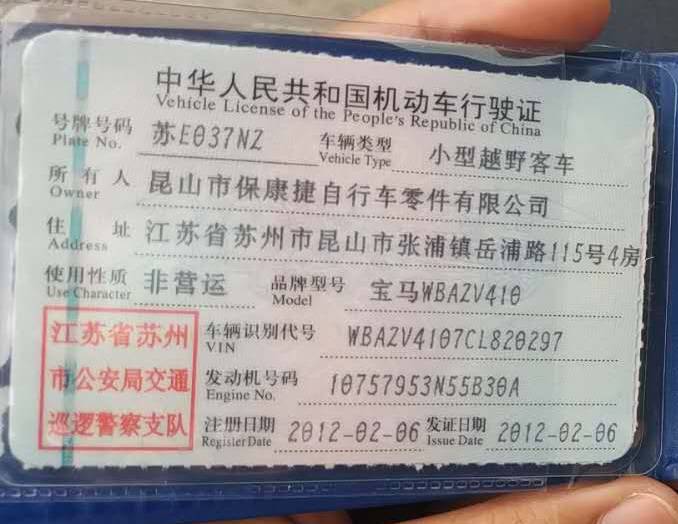 中华人民共和国机动车行驶证
Vehicle License of the People's Republic of China
号牌号码 苏E037NZ 车辆类型 小型越野客车
Plate No. Vehicle Type
所有人 昆山市保康捷自行车零件有限公司
Owner
住址 江苏省苏州市昆山市张浦镇岳浦路115号4房
Address
使用性质 非营运 品牌型号 宝马WBAZV410
Use Character Model
江苏省苏州 车辆识别代号 WBAZV4107CL820297
VIN
市公安局交通 发动机号码 10757953N55B30A
Engine No.
巡逻警察支队 注册日期 2012-02-06 发证日期 2012-02-06
Register Date Issue Date